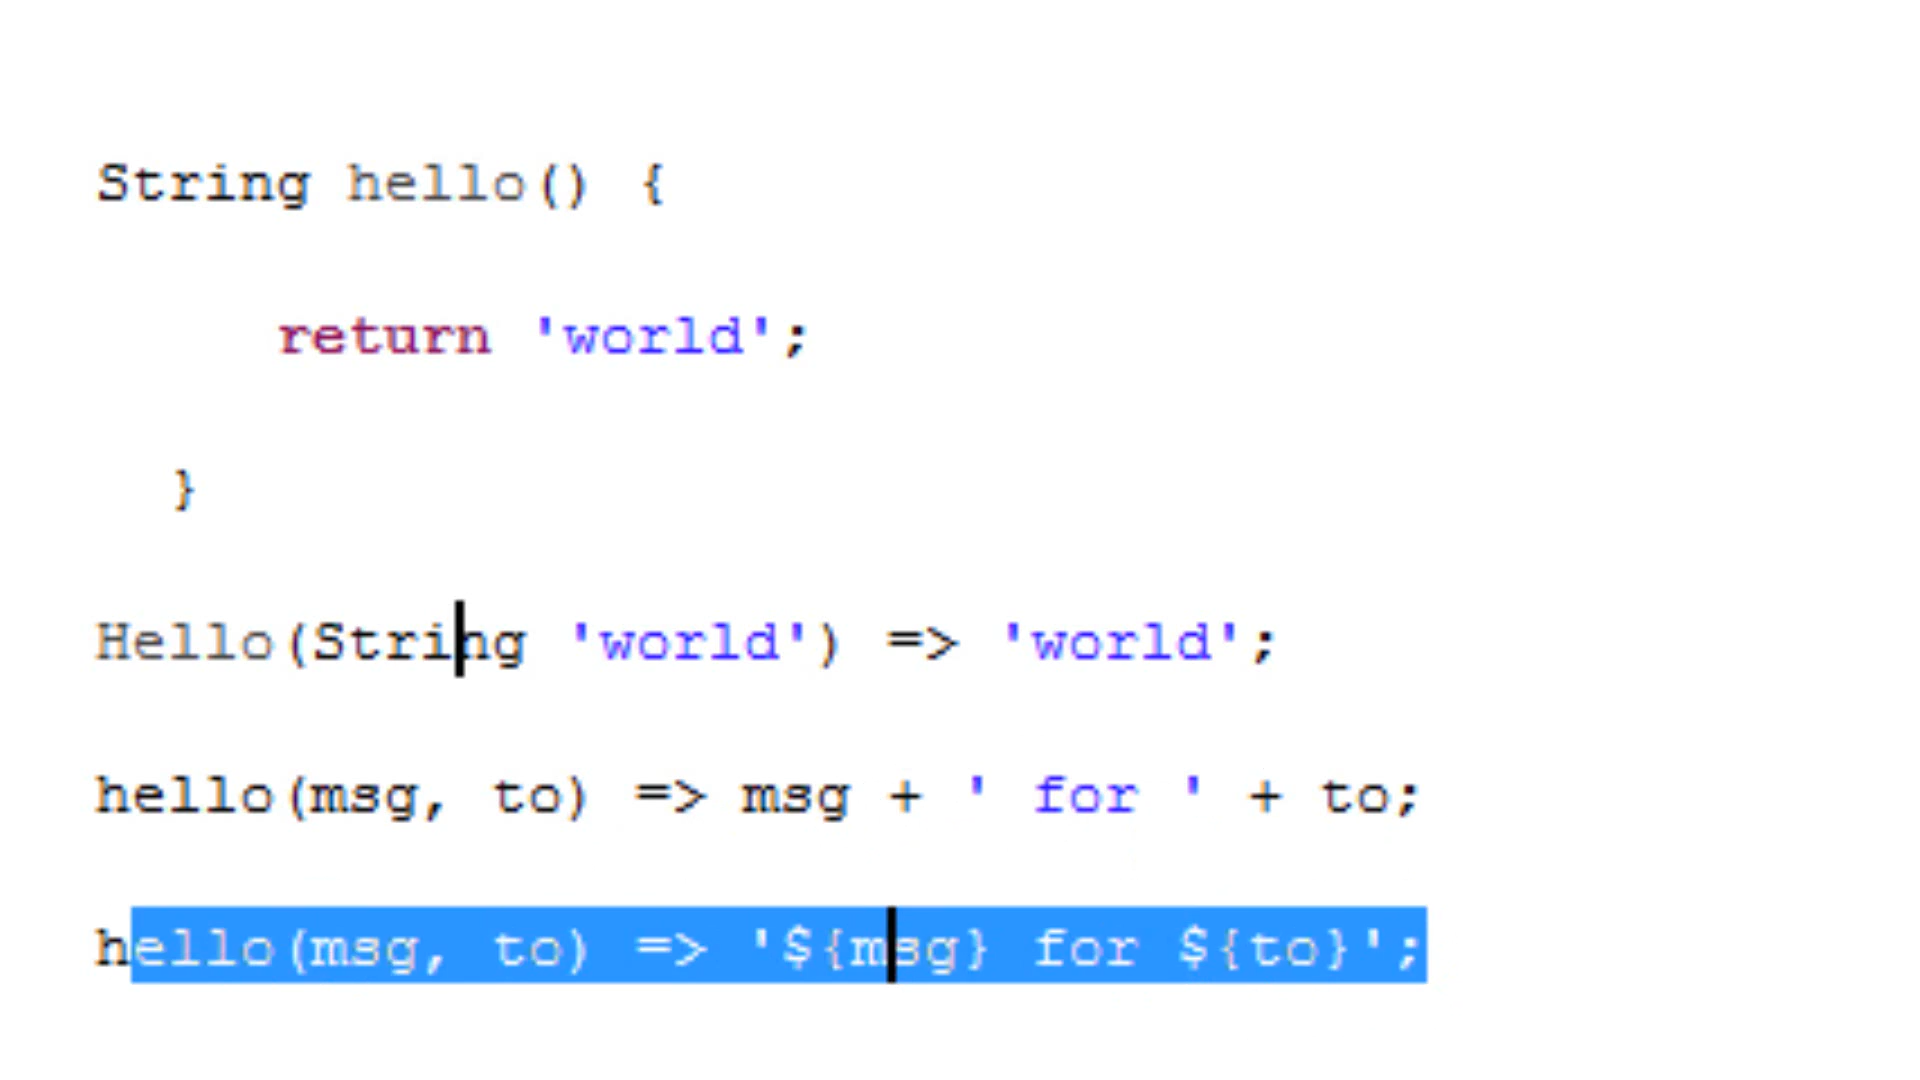 String hello() {
return 'world';
}
Hello(String 'world') => 'world';
hello(msg, to) => msg + ' for ' + to;
hello(msg, to) => '${msg} for ${to}';